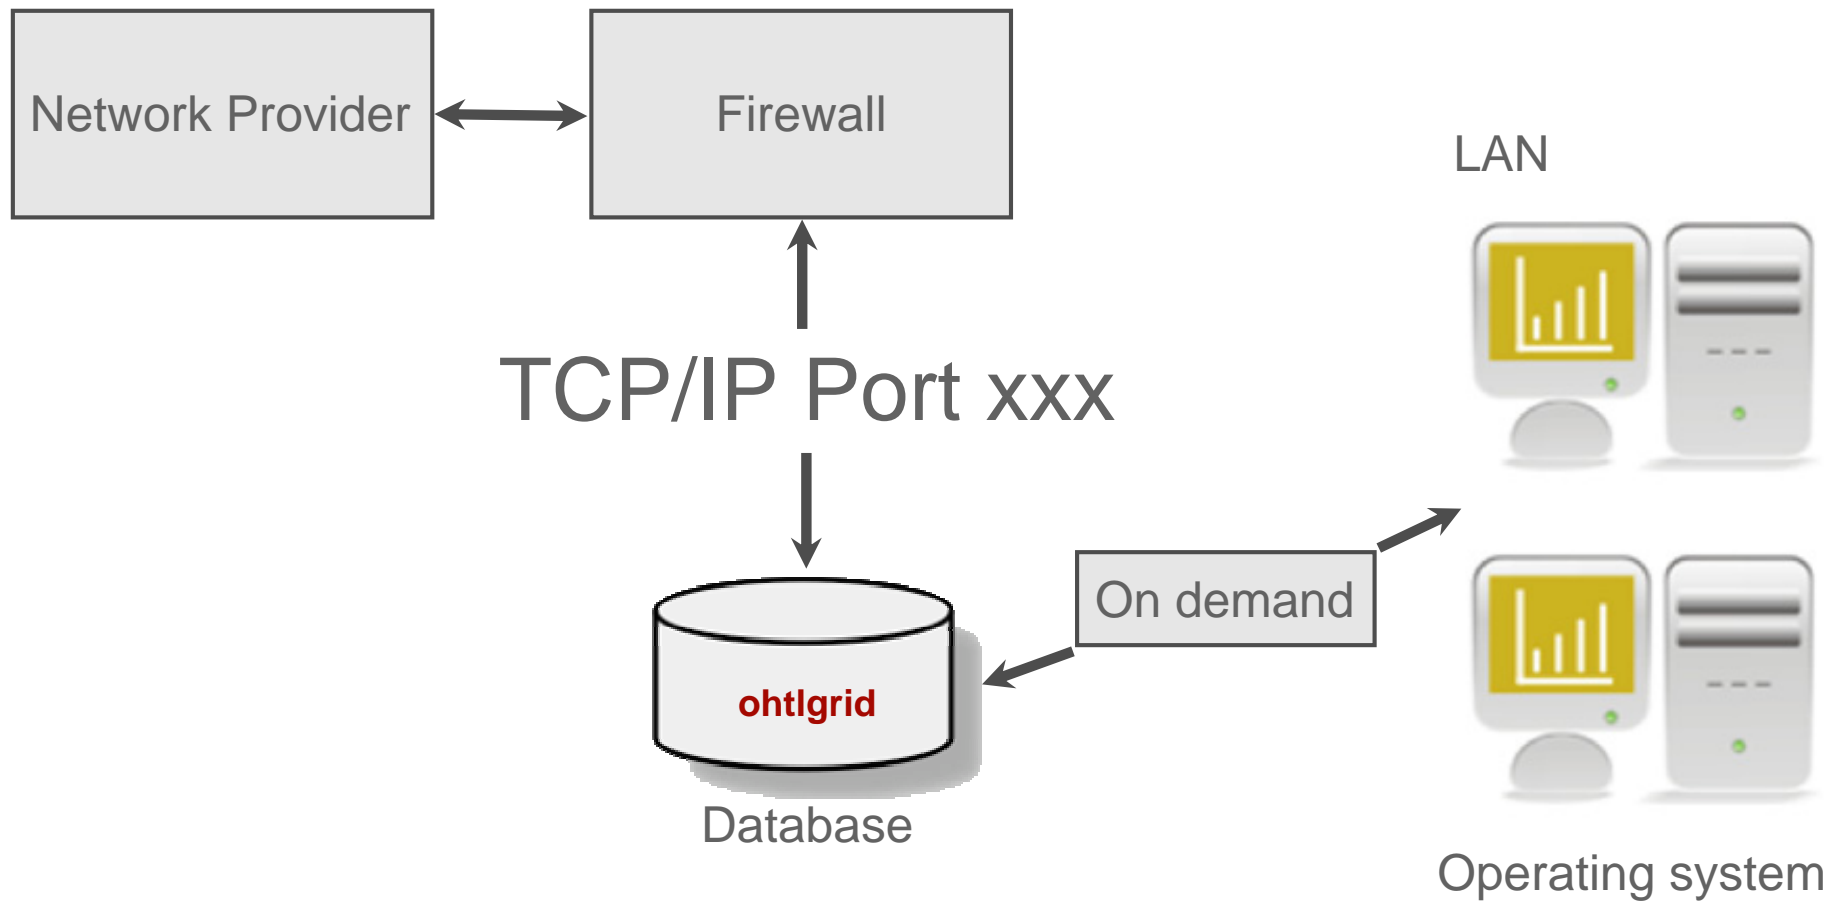 Network Provider
Firewall
LAN
TCP/IP Port xxx
On demand
ohtlgrid
Database
Operating system